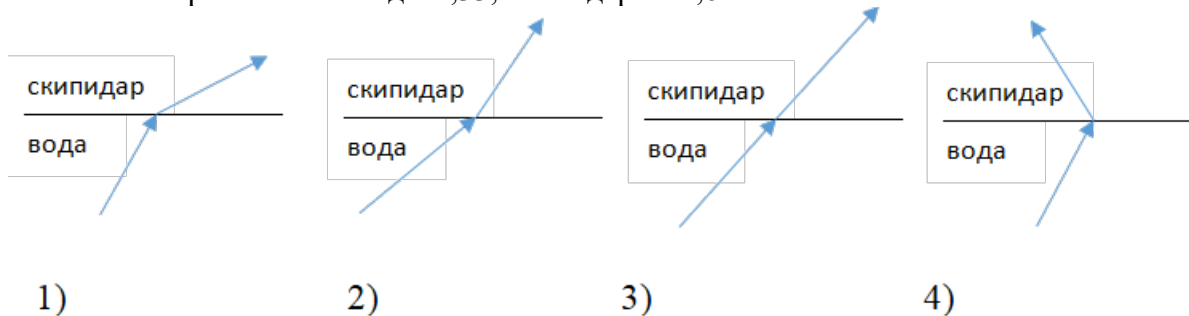 скипидар скипидар скипидар скипидар
вода вода вода вода
1) 2) 3) 4)